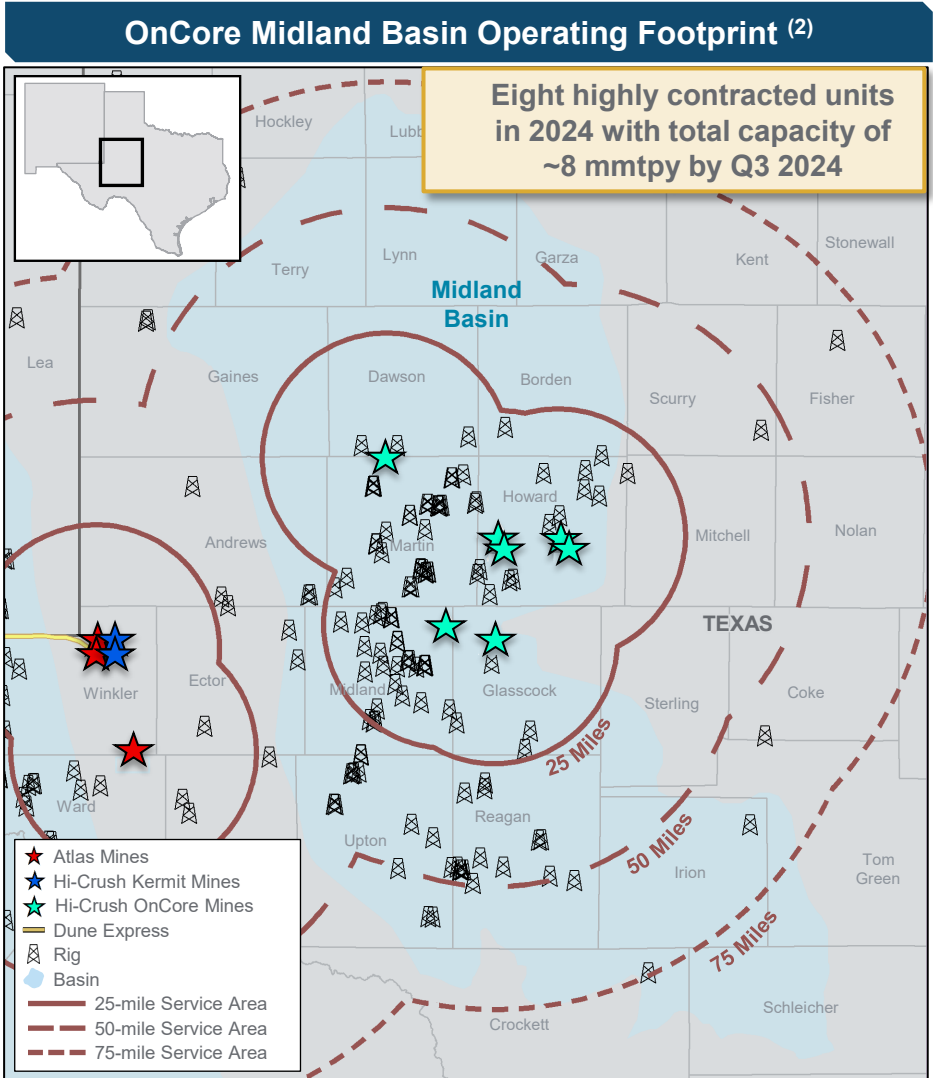 OnCore Midland Basin Operating Footprint (2)
Eight highly contracted units
in 2024 with total capacity of
~8 mmtpy by Q3 2024
Hockley
Lubb
Stonewall
Lynn
Garza
Kent
Terry
Midland
Basin
Lea
Gaines
Dawson
Borden
Scurry
Fisher
Howard
Andrews
Martin
Mitchell
Nolan
TEXAS
Winkler
Ector
Midland
Glasscock
Sterling
Coke
25 Miles
Ward
Reagan
Upton
50 Miles
Irion
Tom
Green
75 Miles
Schleicher
Crockett
Atlas Mines
Hi-Crush Kermit Mines
Hi-Crush OnCore Mines
Dune Express
Rig
Basin
25-mile Service Area
50-mile Service Area
75-mile Service Area